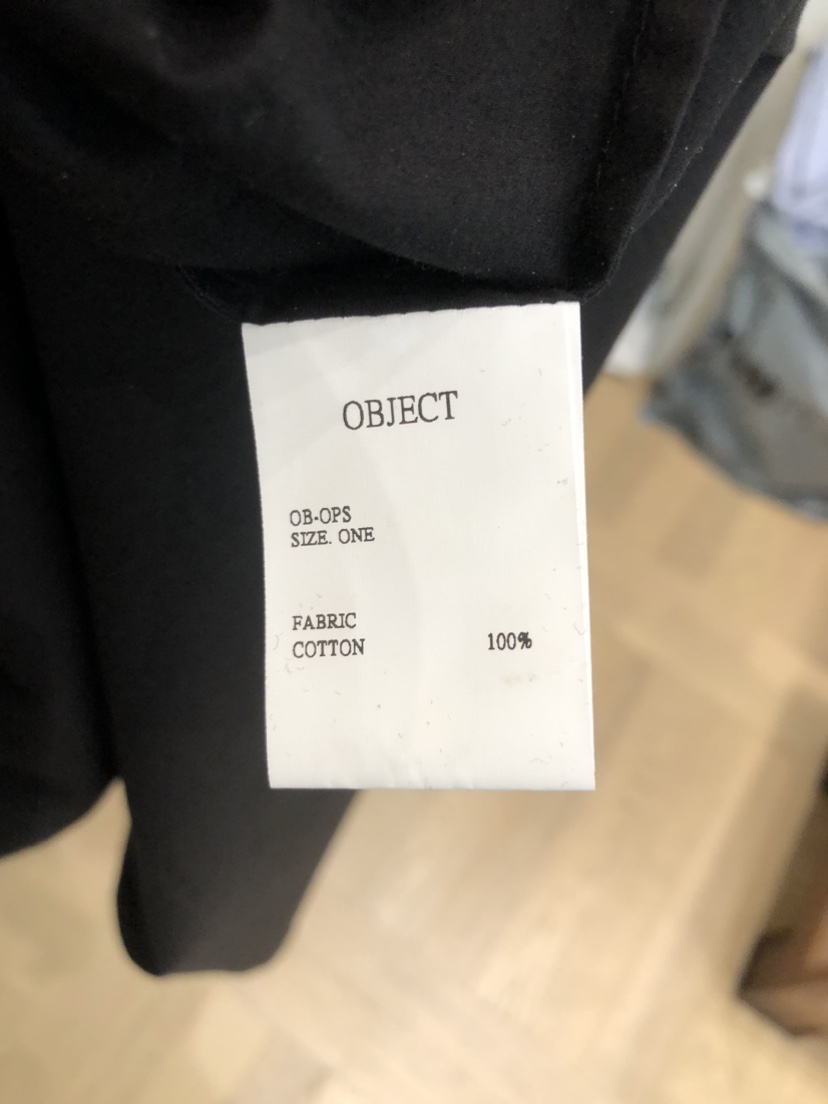 OBJECT
OB-OPS
SIZE. ONE
FABRIC
COTTON 100%